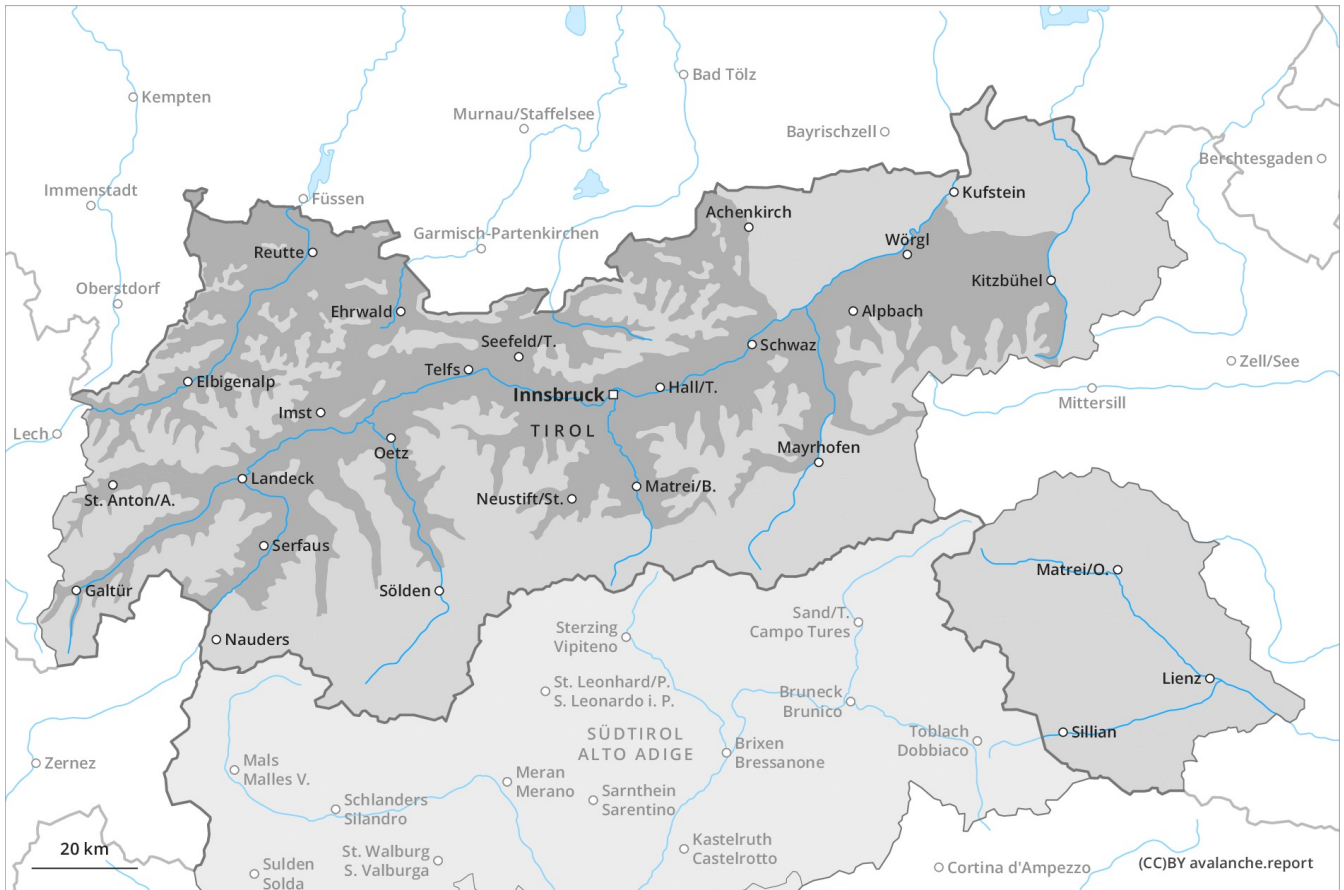 Kempten
Bad Tölz
Murnau/Staffelsee
Bayrischzell
Berchtesgaden
Immenstadt
Füssen
Kufstein
Achenkirch
Garmisch-Partenkirchen
Wörgl
Reutte
Oberstdorf
Kitzbühel
Ehrwald
Alpbach
Seefeld/T.
Schwaz
Zell/See
Telfs
Elbigenalp
Innsbruck
Hall/T.
Mittersill
Imst
Lech
TIROL
Oetz
Mayrhofen
Landeck
St. Anton/A.
Neustift/St.
Matrei/B.
Serfaus
Matrei/O.
Galtür
Sölden
Sand/T.
Campo Tures
Sterzing
Vipiteno
Nauders
Lienz
St. Leonhard/P.
S. Leonardo i. P.
Bruneck
Brunico
SÜDTIROL
ALTO ADIGE
Toblach
Dobbiaco
Sillian
Brixen
Bressanone
Zernez
Mals
Malles V.
Meran
Merano
Sarnthein
Sarentino
Schlanders
Silandro
20 km
St. Walburg
S. Valburga
Kastelruth
Castelrotto
Sulden
Solda
Cortina d'Ampezzo
(CC)BY avalanche.report